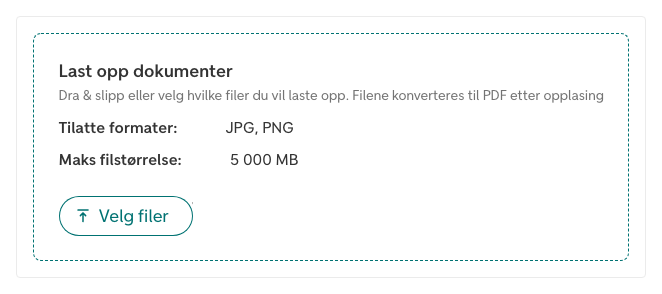 Last opp dokumenter
Dra & slipp eller velg hvilke filer du vil laste opp. Filene konverteres til PDF etter opplasing
Tilatte formater: JPG, PNG
Maks filstørrelse: 5 000 MB
Velg filer